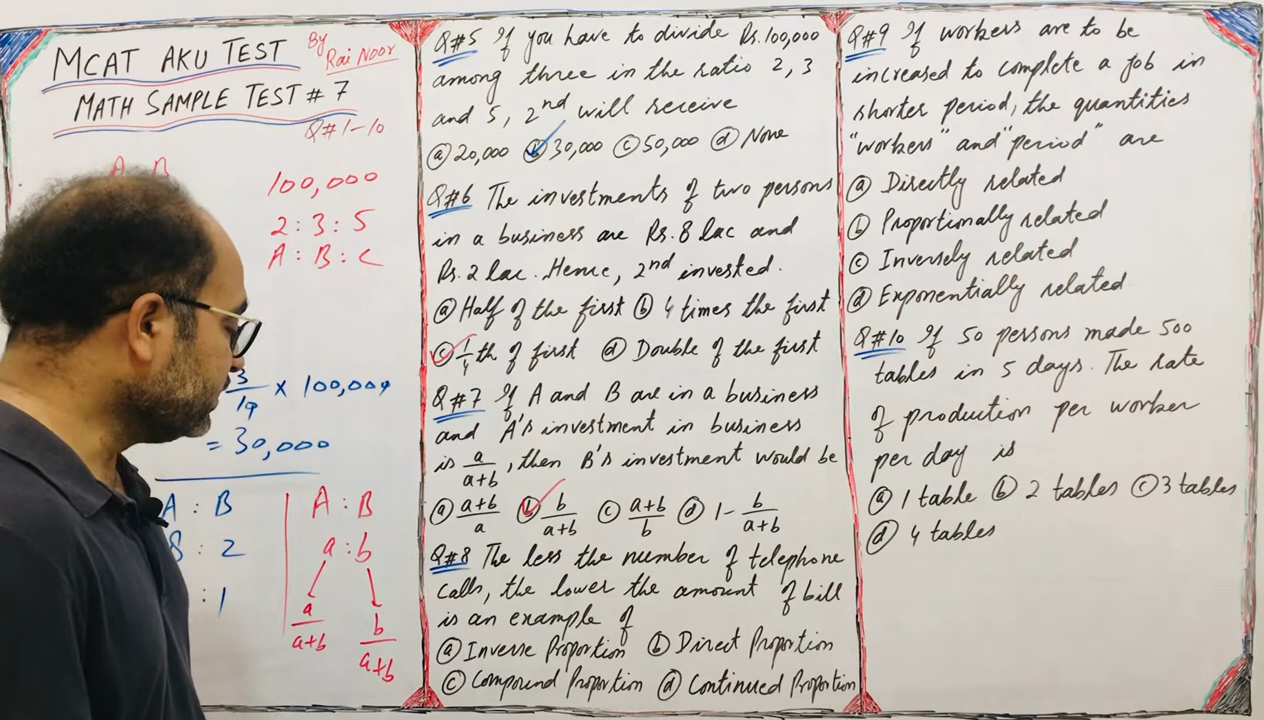 MCAT AKU TEST
By
Rai Noor
MATH SAMPLE TEST # 7
Q#1-10
A B
100,000
2 : 3 : 5
A : B : C
3/10 × 100,000
= 30,000
A : B
8 : 2
: 1
A : B
a : b
a/a+b b/a+b
Q#5 If you have to divide Rs.100,000
among three in the ratio 2, 3
and 5, 2nd will receive
(a) 20,000 (b) 30,000 (c) 50,000 (d) None
Q#6 The investments of two persons
in a business are Rs. 8 lac and
Rs. 2 lac. Hence, 2nd invested.
(a) Half of the first (b) 4 times the first
(c) 1/4th of first (d) Double of the first
Q#7 If A and B are in a business
and A's investment in business
is a/a+b, then B's investment would be
(a) a+b/a (b) b/a+b (c) a+b/b (d) 1 - b/a+b
Q#8 The less the number of telephone
calls, the lower the amount of bill
is an example of
(a) Inverse Proportion (b) Direct Proportion
(c) Compound Proportion (d) Continued Proportion
Q#9 If workers are to be
increased to complete a job in
shorter period, the quantities
"workers" and "period" are
(a) Directly related
(b) Proportionally related
(c) Inversely related
(d) Exponentially related
Q#10 If 50 persons made 500
tables in 5 days. The rate
of production per worker
per day is
(a) 1 table (b) 2 tables (c) 3 tables
(d) 4 tables